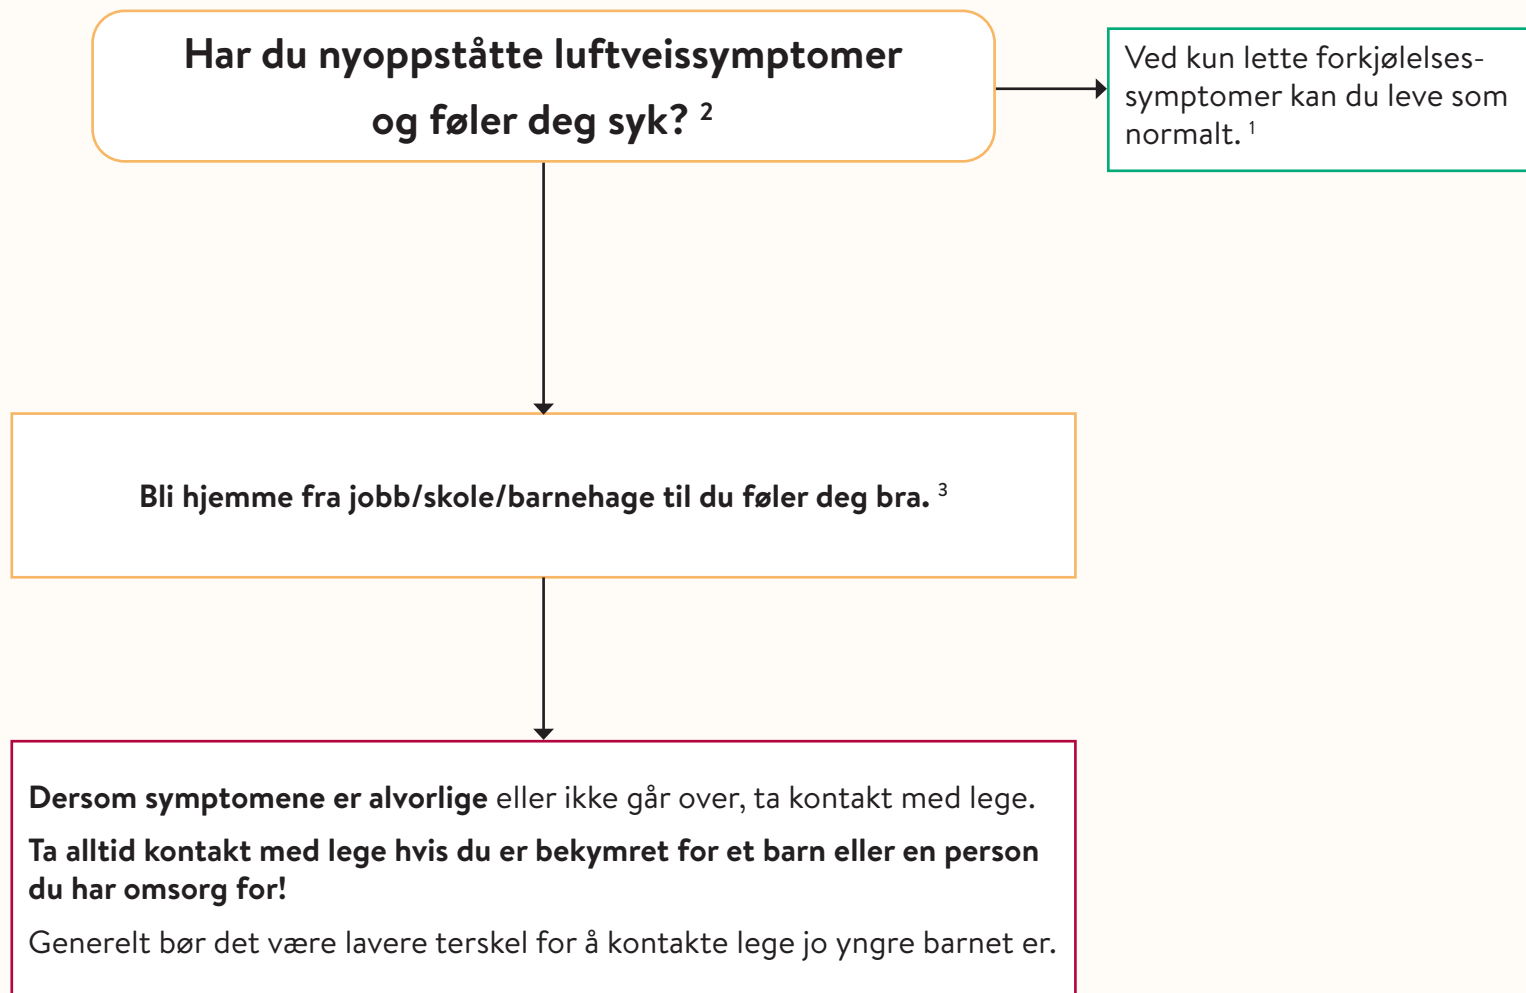 Har du nyoppståtte luftveissymptomer
og føler deg syk? ²
Ved kun lette forkjølelses-
symptomer kan du leve som
normalt. ¹
Bli hjemme fra jobb/skole/barnehage til du føler deg bra. ³
Dersom symptomene er alvorlige eller ikke går over, ta kontakt med lege.
Ta alltid kontakt med lege hvis du er bekymret for et barn eller en person
du har omsorg for!
Generelt bør det være lavere terskel for å kontakte lege jo yngre barnet er.